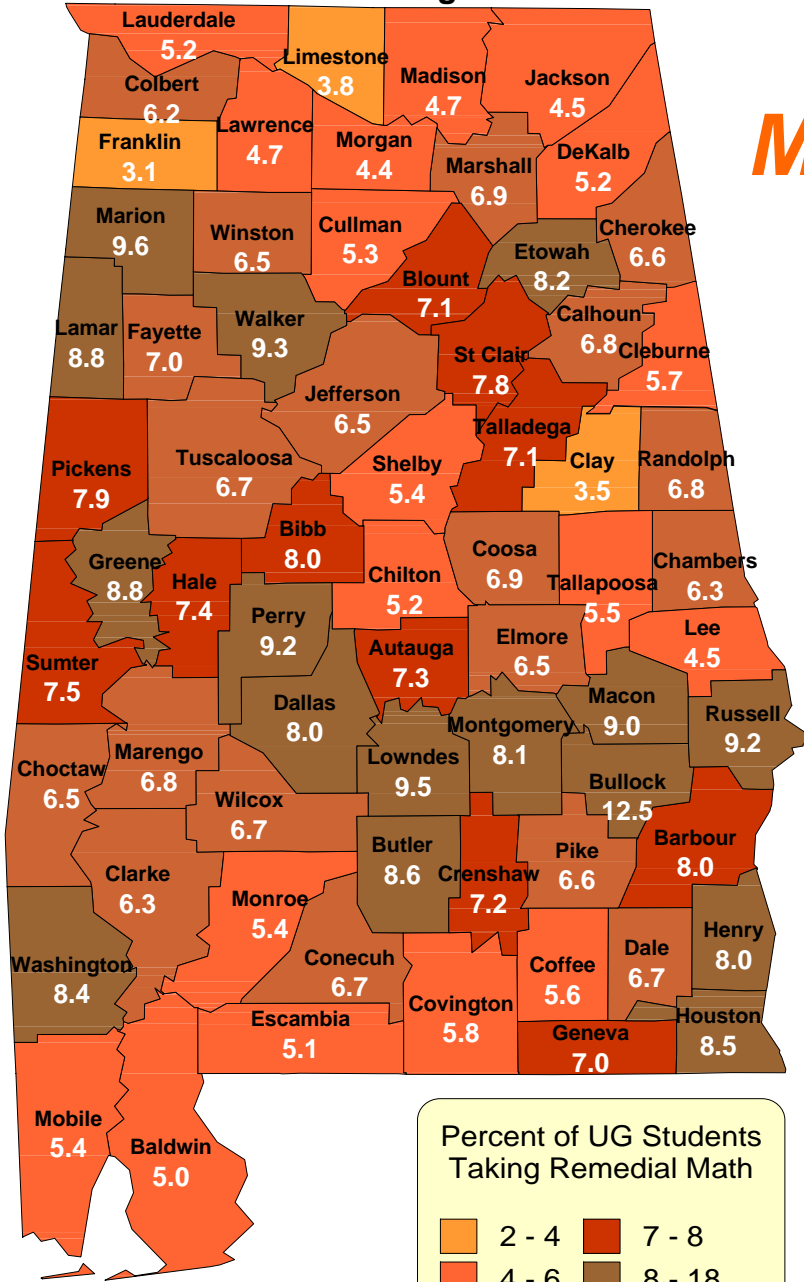 Lauderdale
5.2
Limestone
3.8
Madison
4.7
Jackson
4.5
Colbert
6.2
Lawrence
4.7
Franklin
3.1
Morgan
4.4
Marshall
6.9
DeKalb
5.2
M
Marion
9.6
Winston
6.5
Cullman
5.3
Cherokee
6.6
Etowah
8.2
Blount
7.1
Lamar
8.8
Fayette
7.0
Walker
9.3
Calhoun
6.8
Cleburne
5.7
St Clair
7.8
Jefferson
6.5
Talladega
7.1
Pickens
7.9
Tuscaloosa
6.7
Shelby
5.4
Clay
3.5
Randolph
6.8
Bibb
8.0
Greene
8.8
Hale
7.4
Chilton
5.2
Coosa
6.9
Tallapoosa
5.5
Chambers
6.3
Perry
9.2
Sumter
7.5
Autauga
7.3
Elmore
6.5
Lee
4.5
Dallas
8.0
Montgomery
8.1
Macon
9.0
Russell
9.2
Choctaw
6.5
Marengo
6.8
Lowndes
9.5
Bullock
12.5
Wilcox
6.7
Butler
8.6
Crenshaw
7.2
Pike
6.6
Barbour
8.0
Clarke
6.3
Monroe
5.4
Washington
8.4
Conecuh
6.7
Coffee
5.6
Dale
6.7
Henry
8.0
Covington
5.8
Escambia
5.1
Geneva
7.0
Houston
8.5
Mobile
5.4
Baldwin
5.0
Percent of UG Students
Taking Remedial Math
2 - 4
7 - 8
4 - 6
8 - 18